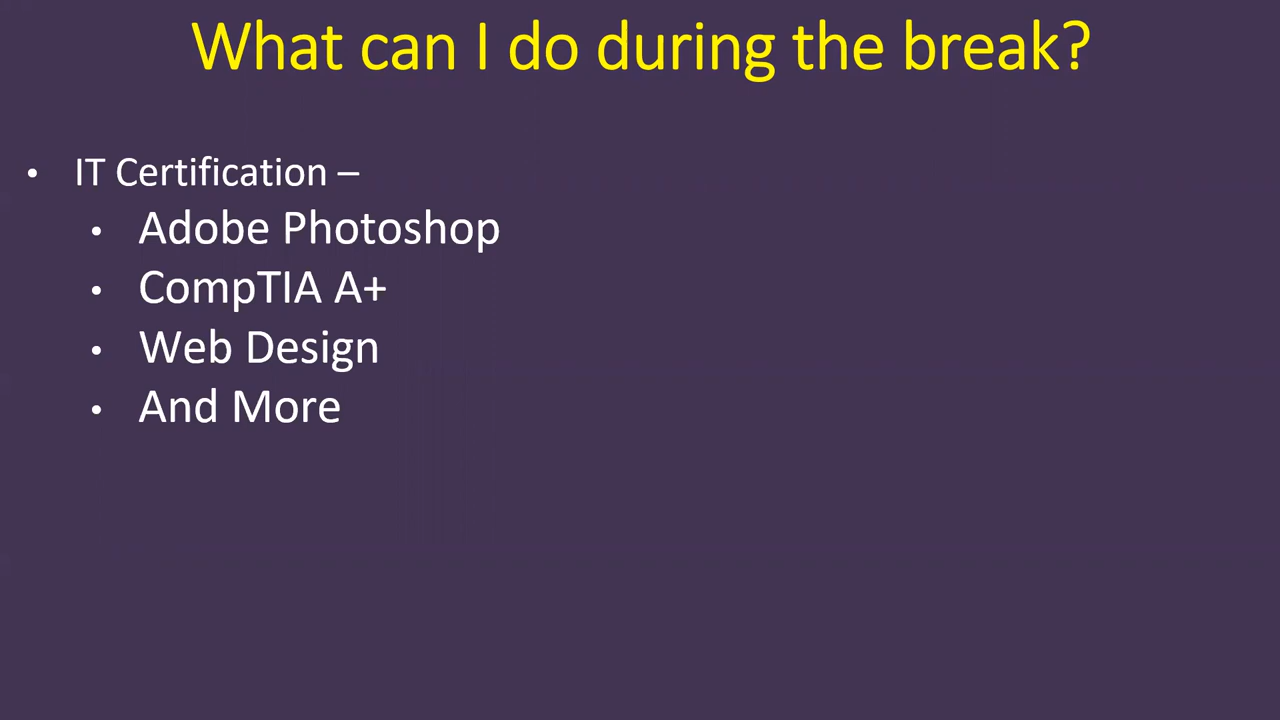 What can I do during the break?
• IT Certification –
• Adobe Photoshop
• CompTIA A+
• Web Design
• And More